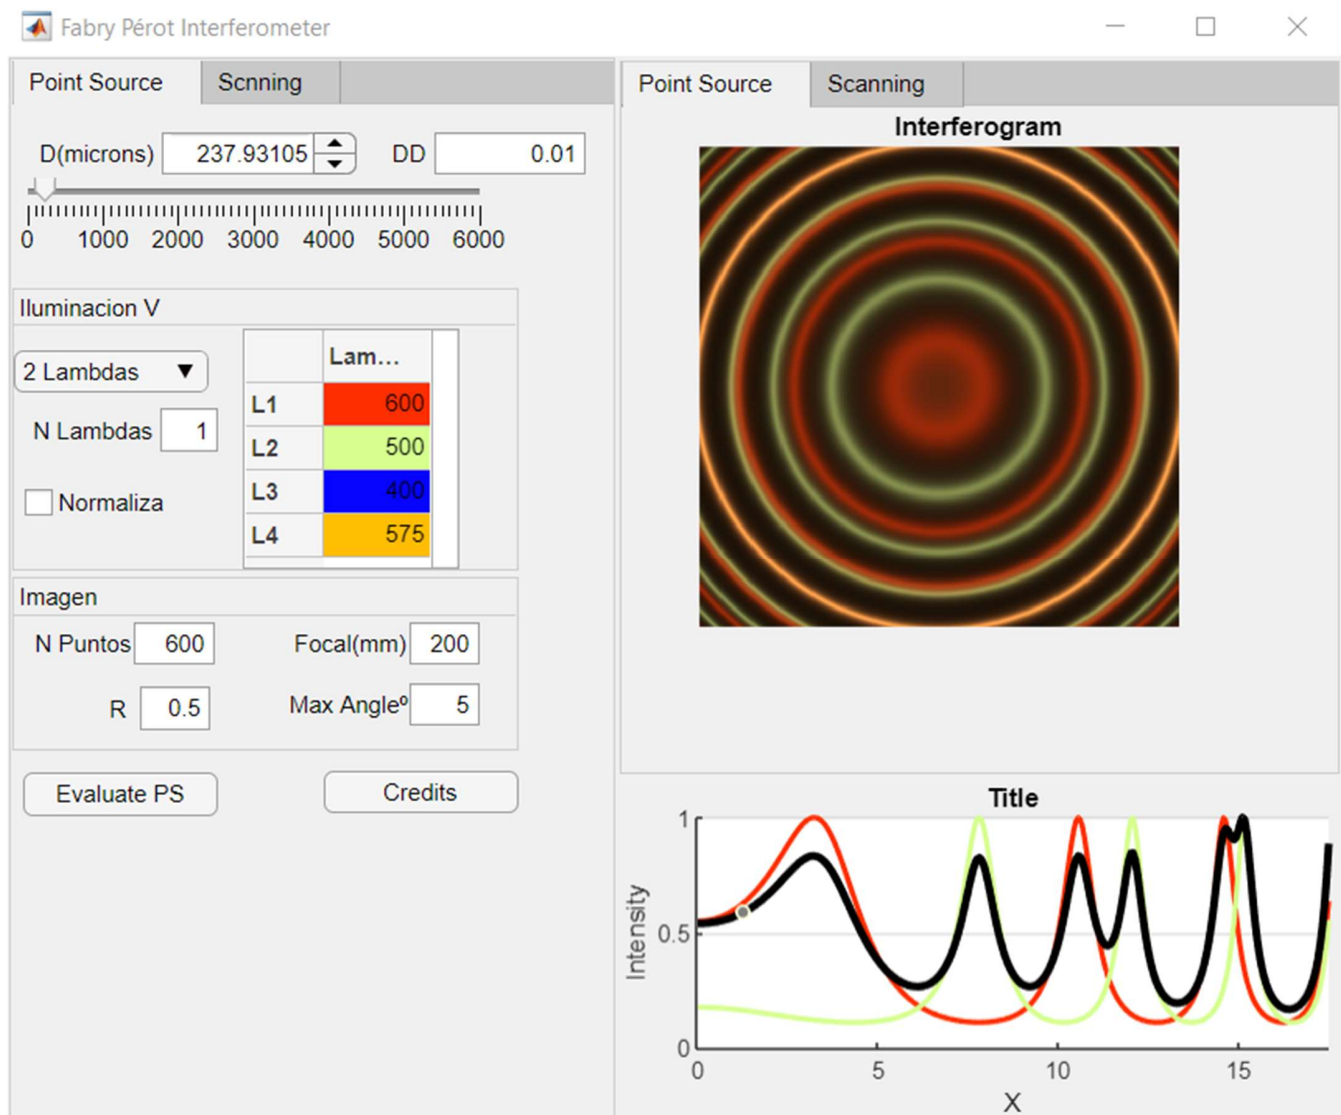 Fabry Pérot Interferometer
Point Source Scnning
D(microns) 237.93105 DD 0.01
0 1000 2000 3000 4000 5000 6000
Iluminacion V
2 Lambdas
N Lambdas 1
Normaliza
Lam...
L1 600
L2 500
L3 400
L4 575
Imagen
N Puntos 600 Focal(mm) 200
R 0.5 Max Angleº 5
Evaluate PS Credits
Point Source Scanning
Interferogram
Title
Intensity
1
0.5
0
0 5 10 15
X